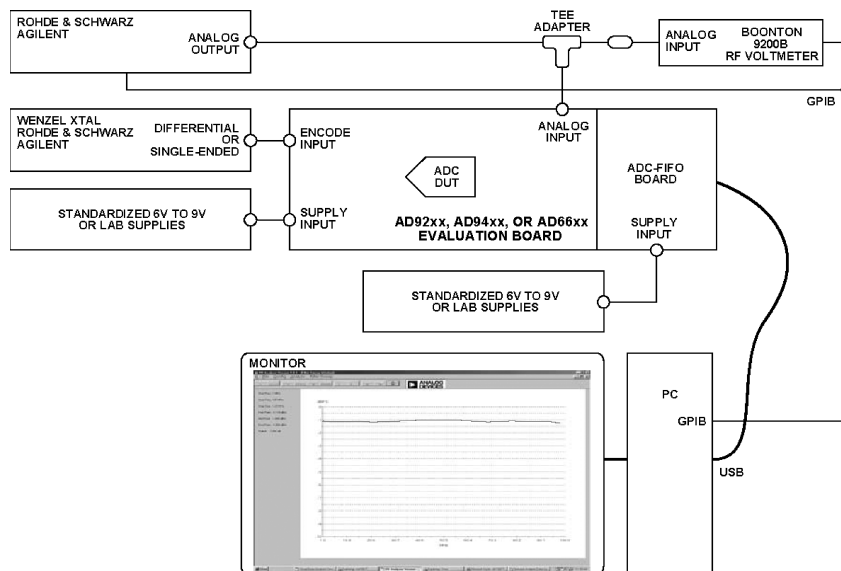 ROHDE & SCHWARZ
AGILENT
ANALOG
OUTPUT
TEE
ADAPTER
ANALOG
INPUT
BOONTON
9200B
RF VOLTMETER
GPIB
WENZEL XTAL
ROHDE & SCHWARZ
AGILENT
DIFFERENTIAL
OR
SINGLE-ENDED
ENCODE
INPUT
ANALOG
INPUT
ADC
DUT
ADC-FIFO
BOARD
STANDARDIZED 6V TO 9V
OR LAB SUPPLIES
SUPPLY
INPUT
AD92xx, AD94xx, OR AD66xx
EVALUATION BOARD
SUPPLY
INPUT
STANDARDIZED 6V TO 9V
OR LAB SUPPLIES
MONITOR
ANALOG
DEVICES
PC
GPIB
USB